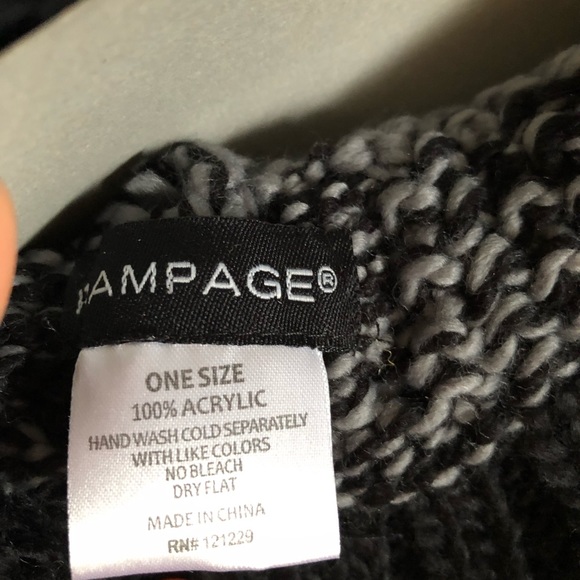 RAMPAGE®
ONE SIZE
100% ACRYLIC
HAND WASH COLD SEPARATELY
WITH LIKE COLORS
NO BLEACH
DRY FLAT
MADE IN CHINA
RN# 121229